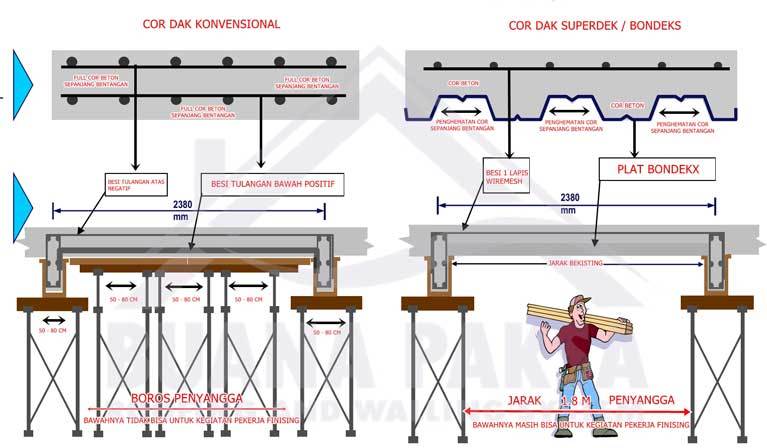 COR DAK KONVENSIONAL
FULL COR BETON
SEPANJANG BENTANGAN
FULL COR BETON
SEPANJANG BENTANGAN
FULL COR BETON
SEPANJANG BENTANGAN
BESI TULANGAN ATAS
NEGATIF
BESI TULANGAN BAWAH POSITIF
2380
mm
50 - 80 CM
50 - 80 CM
50 - 80 CM
50 - 80 CM
50 - 80 CM
BOROS PENYANGGA
BAWAHNYA TIDAK BISA UNTUK KEGIATAN PEKERJA FINISING
COR DAK SUPERDEK / BONDEKS
COR BETON
COR BETON
PENGHEMATAN COR
SEPANJANG BENTANGAN
PENGHEMATAN COR
SEPANJANG BENTANGAN
PENGHEMATAN COR
SEPANJANG BENTANGAN
BESI 1 LAPIS
WIREMESH
PLAT BONDEKX
2380
mm
JARAK BEKISTING
JARAK 1.8 M PENYANGGA
BAWAHNYA MASIH BISA UNTUK KEGIATAN PEKERJA FINISING
BUANA PAKSA